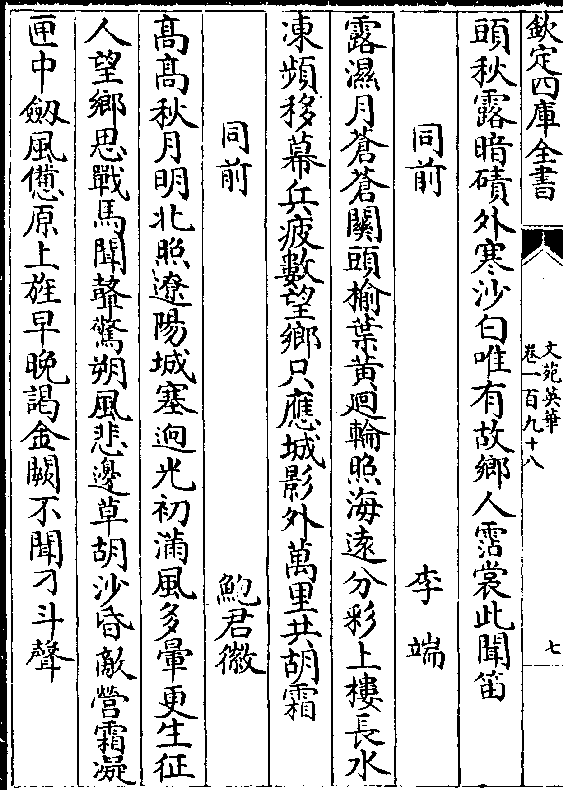 欽定四庫全書
文苑英華
卷一百九十八
七
頭秋露暗磧外寒沙白唯有故鄉人霑裳此聞笛
同前
李端
露濕月蒼蒼關頭榆葉黃迴輪照海遠分彩上樓長水
凍頻移幕兵疲數望鄉只應城影外萬里共胡霜
同前
鮑君徽
高高秋月明北照遼陽城塞迥光初滿風多暈更生征
人望鄉思戰馬聞鼙驚朔風悲邊草胡沙昏敵營霜凝
匣中劒風憊原上旌早晚謁金闕不聞刁斗聲